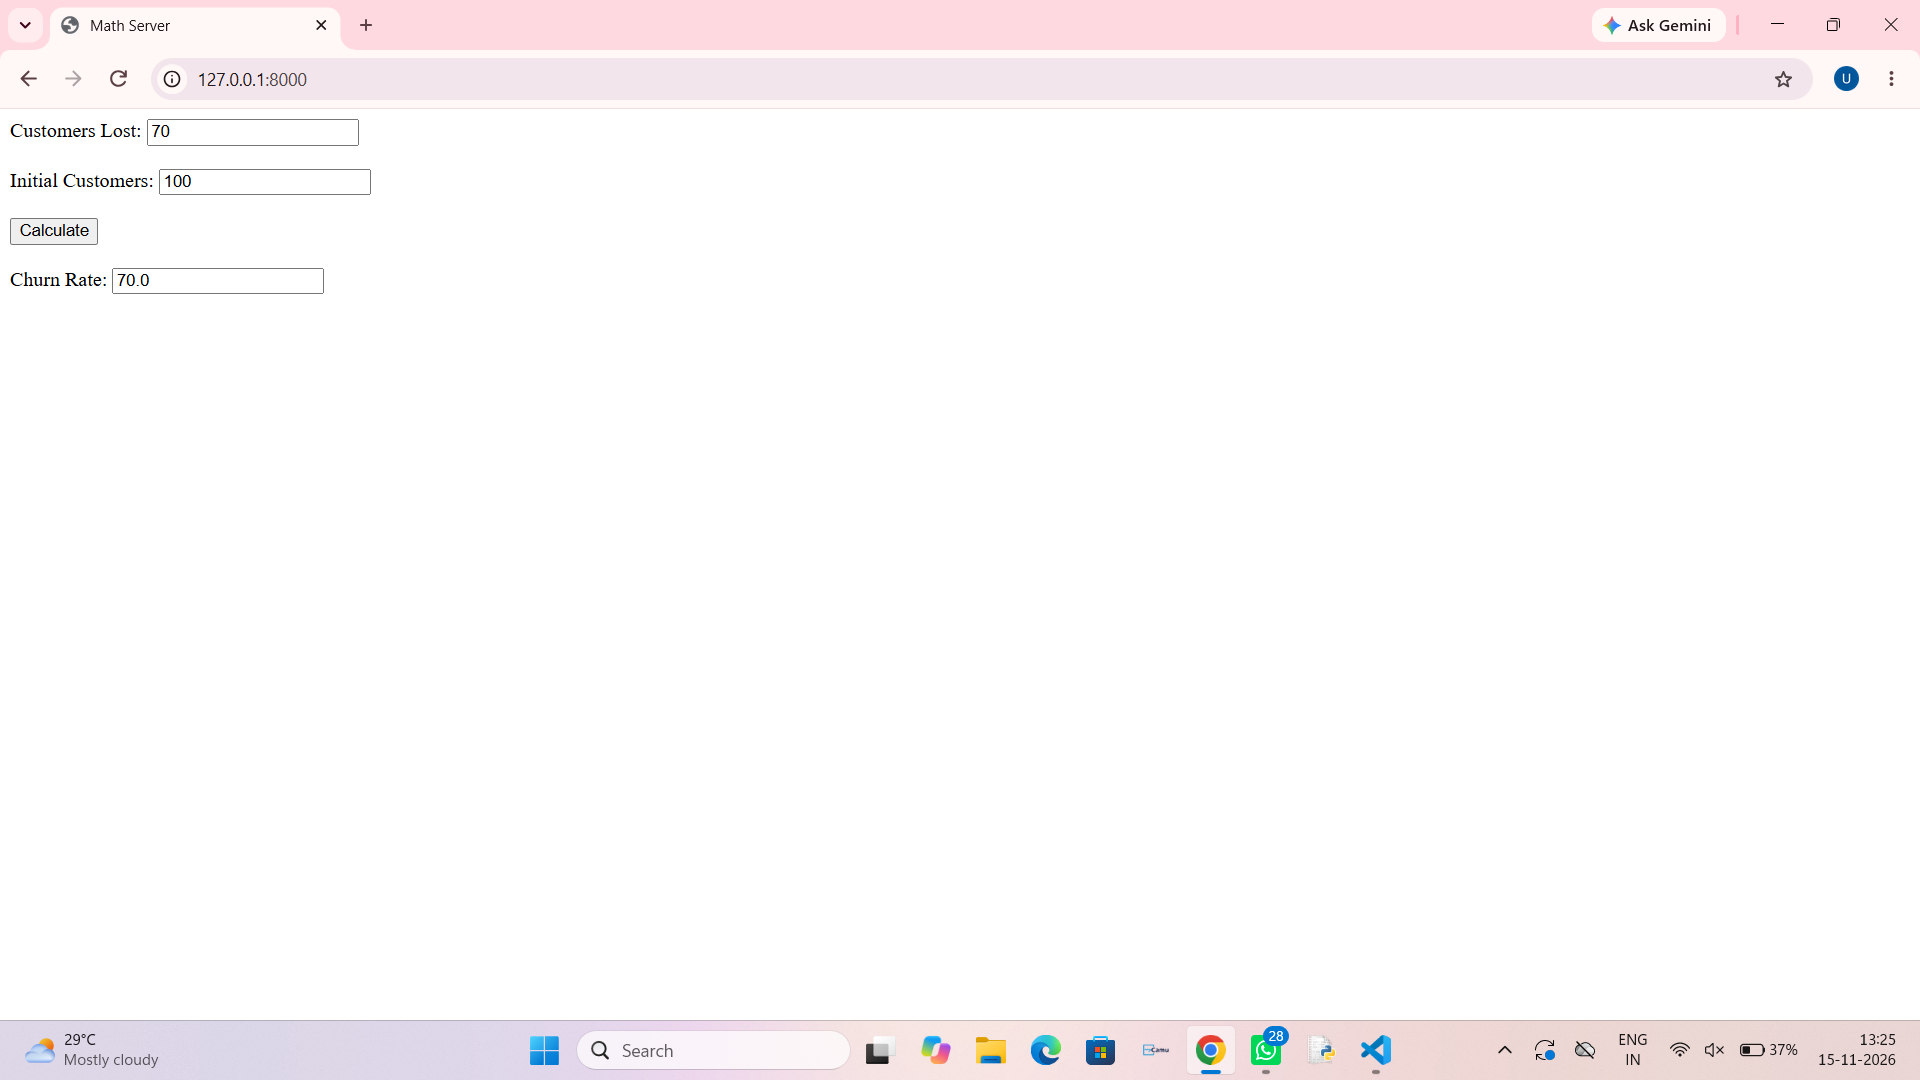 Math Server
Ask Gemini
127.0.0.1:8000
U
Customers Lost: 70
Initial Customers: 100
Calculate
Churn Rate: 70.0
29°C
Mostly cloudy
Search
Camu
28
ENG
IN
37%
13:25
15-11-2026